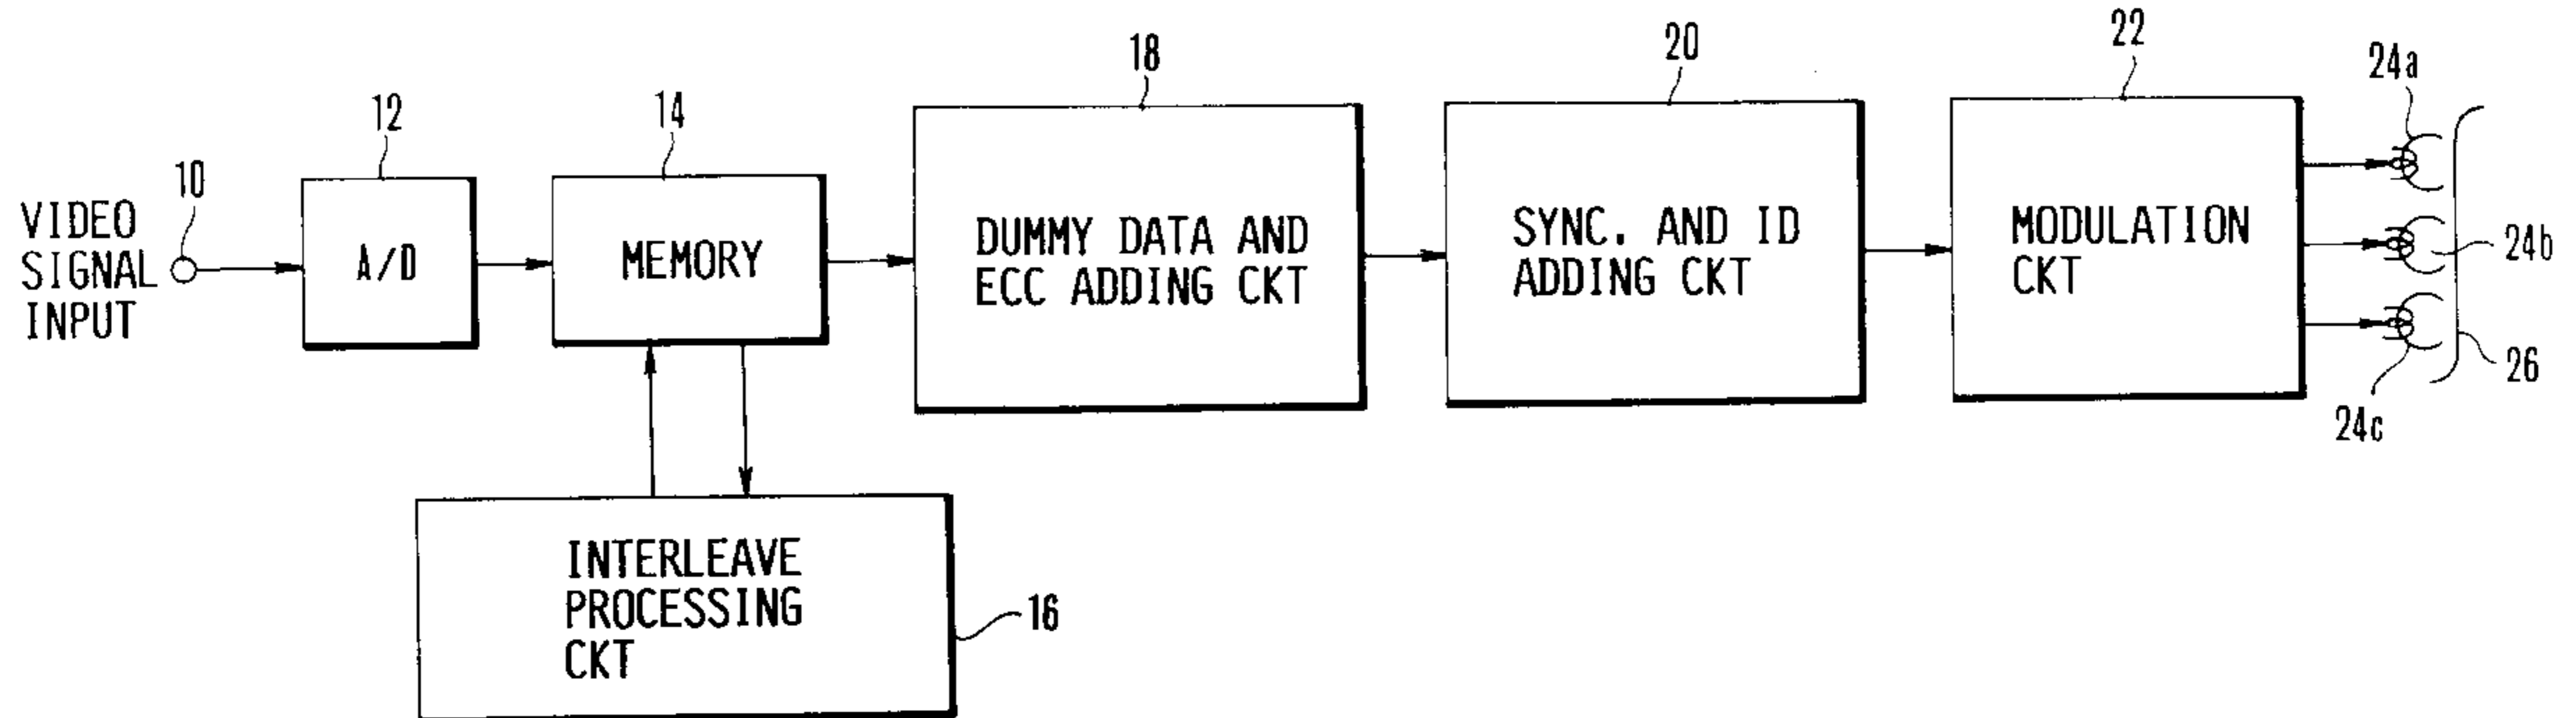 VIDEO
SIGNAL
INPUT
10
12
A/D
14
MEMORY
INTERLEAVE
PROCESSING
CKT
16
18
DUMMY DATA AND
ECC ADDING CKT
20
SYNC. AND ID
ADDING CKT
22
MODULATION
CKT
24a
24b
24c
26